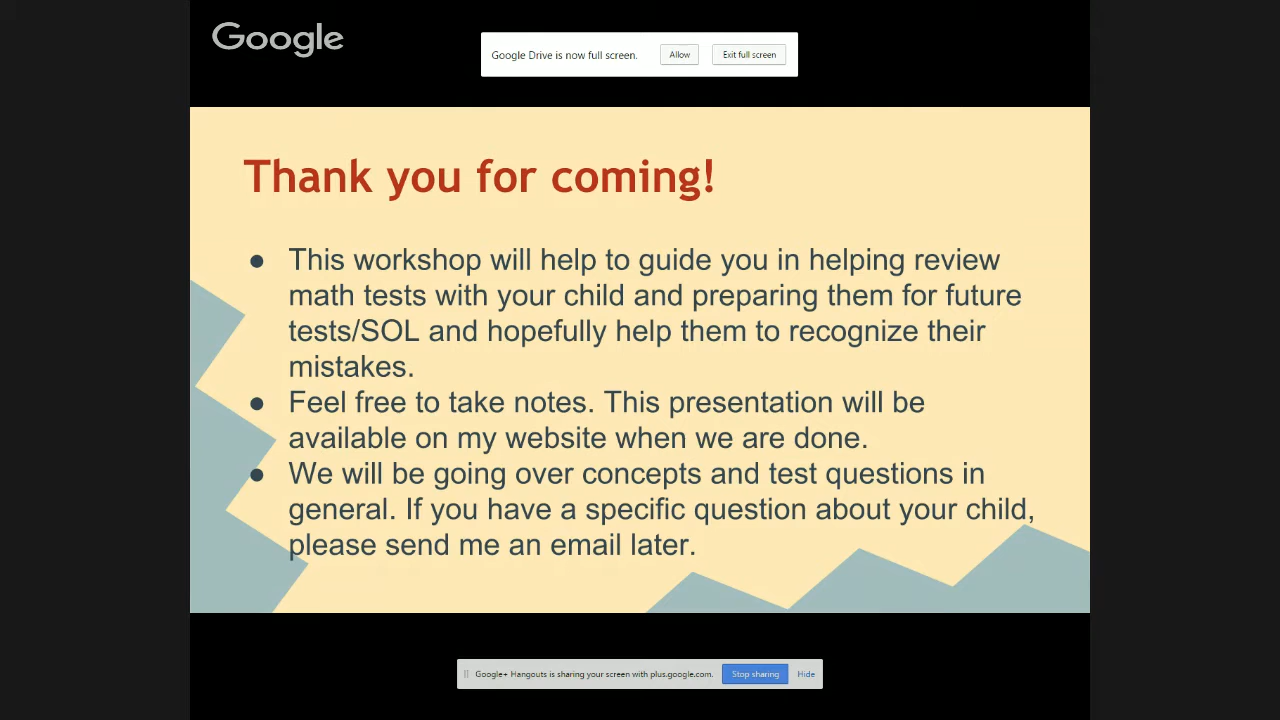 Google
Google Drive is now full screen. Allow Exit full screen
Thank you for coming!
● This workshop will help to guide you in helping review
math tests with your child and preparing them for future
tests/SOL and hopefully help them to recognize their
mistakes.
● Feel free to take notes. This presentation will be
available on my website when we are done.
● We will be going over concepts and test questions in
general. If you have a specific question about your child,
please send me an email later.
Google+ Hangouts is sharing your screen with plus.google.com. Stop sharing Hide